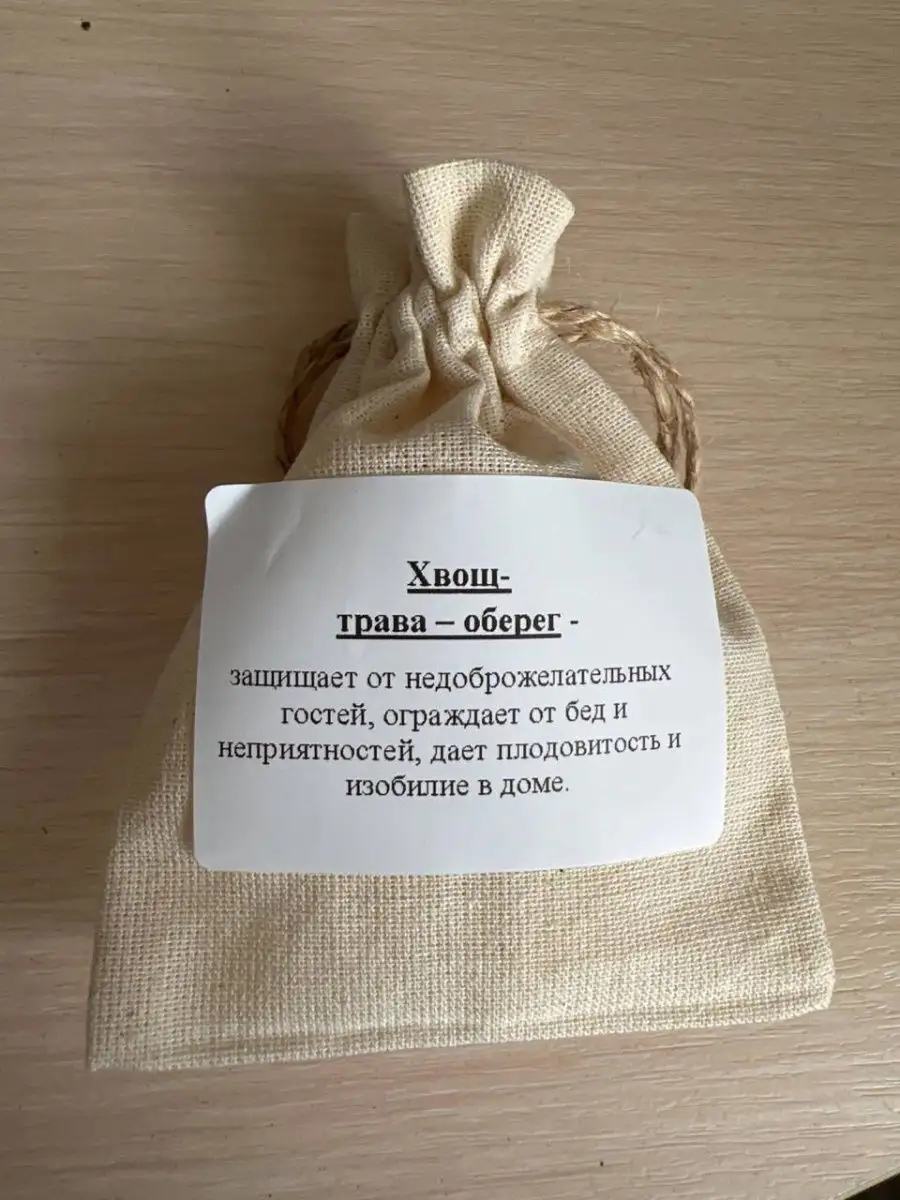 Хвощ-
трава – оберег -
защищает от недоброжелательных
гостей, ограждает от бед и
неприятностей, дает плодовитость и
изобилие в доме.